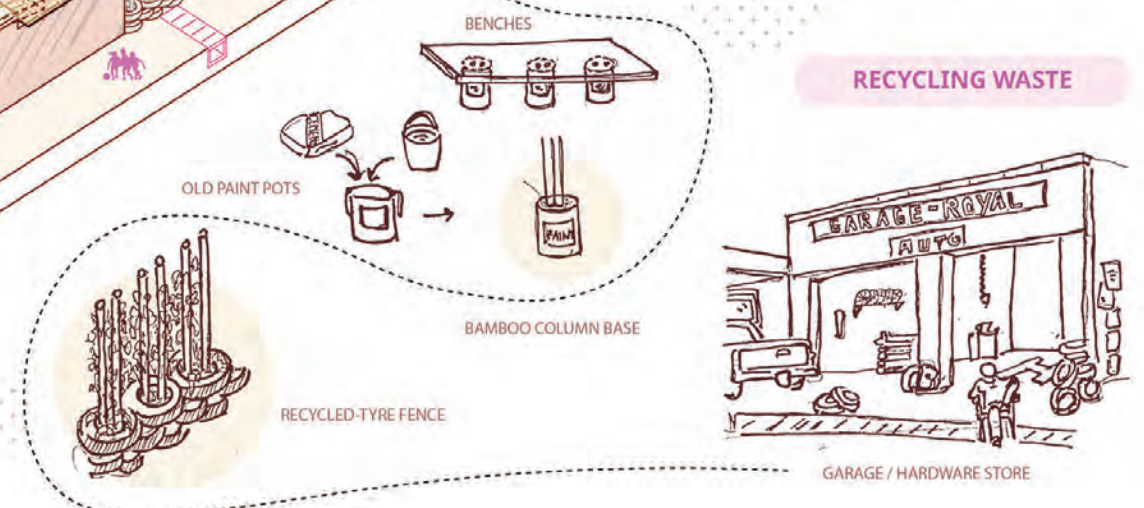 BENCHES
RECYCLING WASTE
CEMENT
OLD PAINT POTS
PAINT
GARAGE-ROYAL
AUTO
BAMBOO COLUMN BASE
RECYCLED-TYRE FENCE
GARAGE / HARDWARE STORE